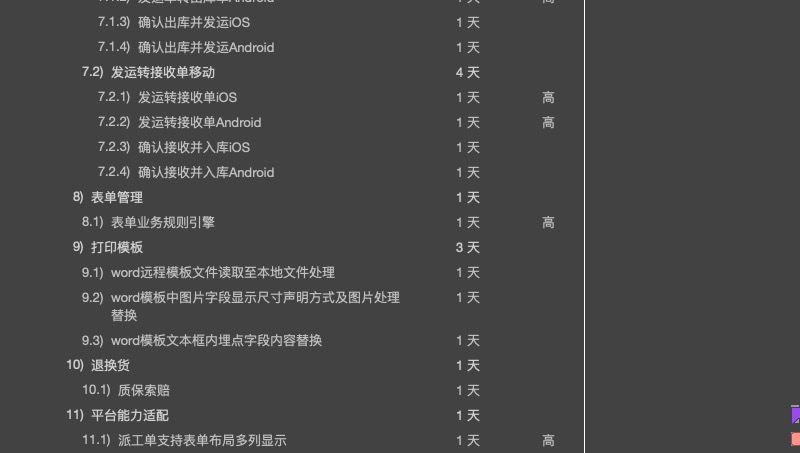 7.1.3) 确认出库并发运iOS 1 天
7.1.4) 确认出库并发运Android 1 天
7.2) 发运转接收单移动 4 天
7.2.1) 发运转接收单iOS 1 天 高
7.2.2) 发运转接收单Android 1 天 高
7.2.3) 确认接收并入库iOS 1 天
7.2.4) 确认接收并入库Android 1 天
8) 表单管理 1 天
8.1) 表单业务规则引擎 1 天 高
9) 打印模板 3 天
9.1) word远程模板文件读取至本地文件处理 1 天
9.2) word模板中图片字段显示尺寸声明方式及图片处理 1 天
替换
9.3) word模板文本框内埋点字段内容替换 1 天
10) 退换货 1 天
10.1) 质保索赔 1 天
11) 平台能力适配 1 天
11.1) 派工单支持表单布局多列显示 1 天 高